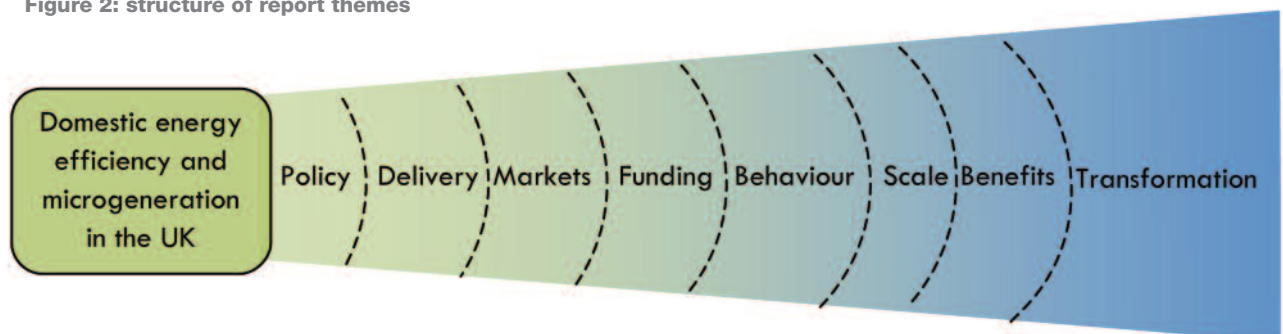 Figure 2: structure of report themes
Domestic energy
efficiency and
microgeneration
in the UK
Policy Delivery Markets Funding Behaviour Scale Benefits Transformation